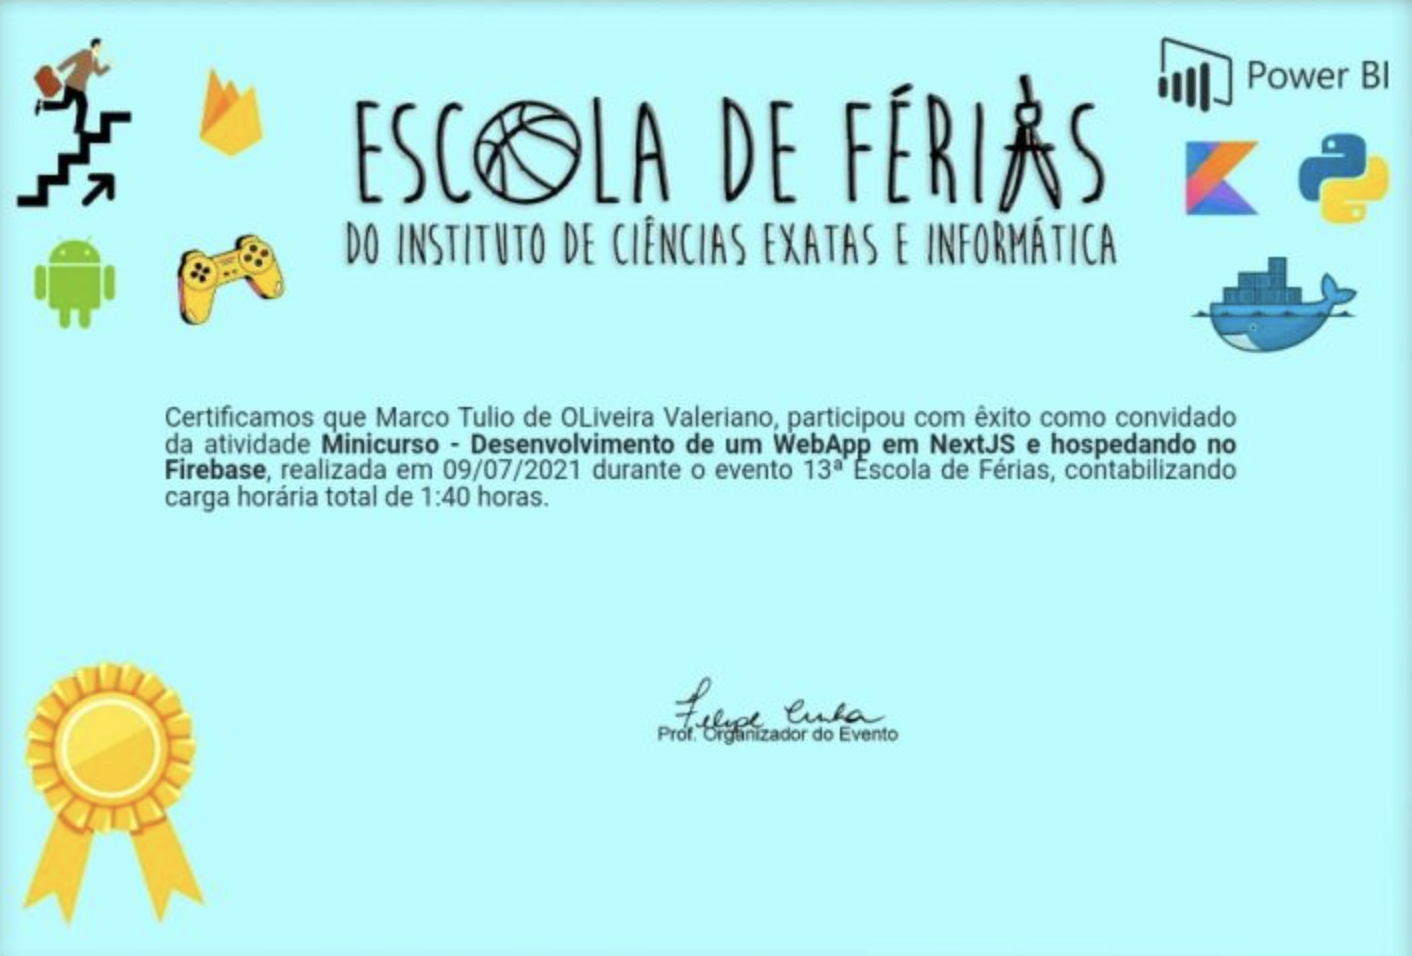 Power BI
ESCOLA DE FÉRIAS
DO INSTITUTO DE CIÊNCIAS EXATAS E INFORMÁTICA
Certificamos que Marco Tulio de OLiveira Valeriano, participou com êxito como convidado
da atividade Minicurso - Desenvolvimento de um WebApp em NextJS e hospedando no
Firebase, realizada em 09/07/2021 durante o evento 13ª Escola de Férias, contabilizando
carga horária total de 1:40 horas.
Felipe Cunha
Prof. Organizador do Evento